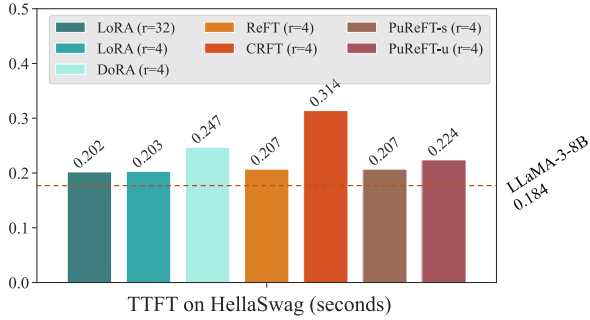 0.5
0.4
0.3
0.2
0.1
0.0
LoRA (r=32)
LoRA (r=4)
DoRA (r=4)
ReFT (r=4)
CRFT (r=4)
PuReFT-s (r=4)
PuReFT-u (r=4)
0.202
0.203
0.247
0.207
0.314
0.207
0.224
LLaMA-3-8B
0.184
TTFT on HellaSwag (seconds)